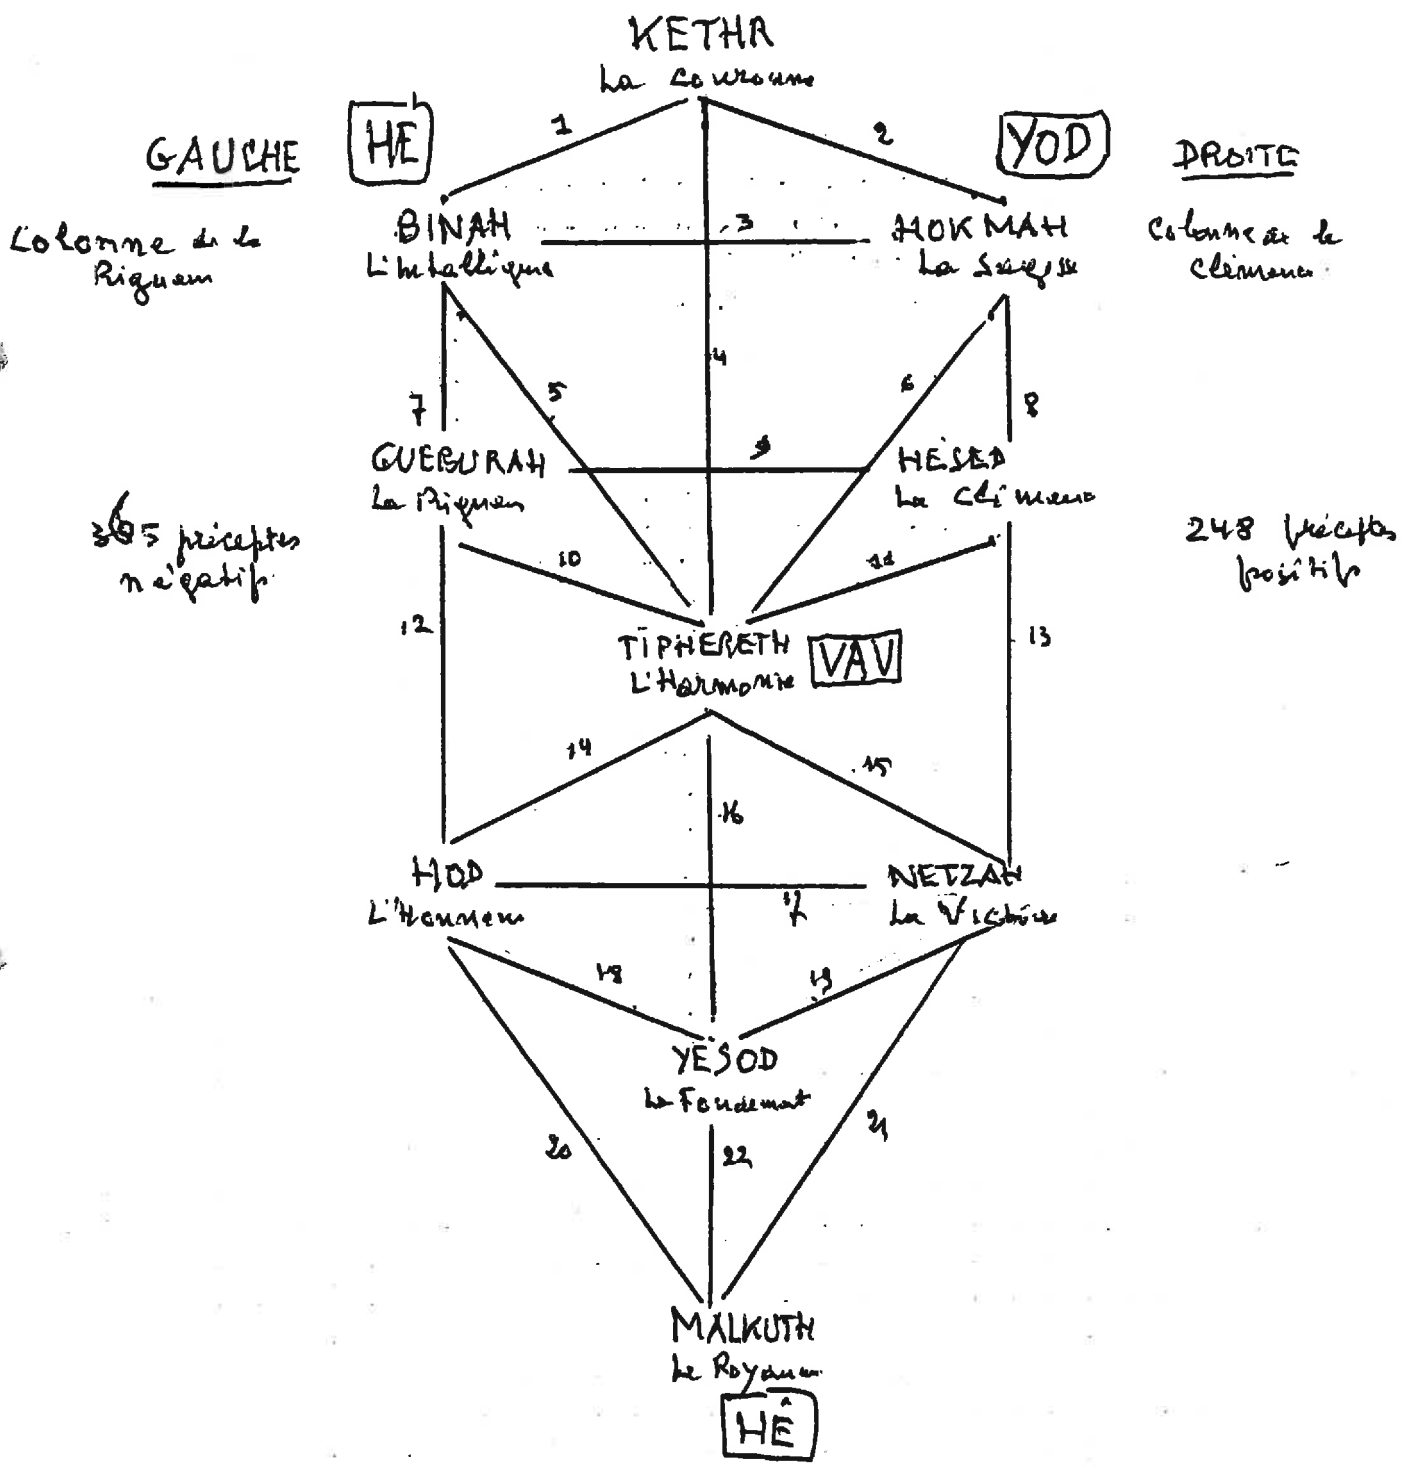 KETHR
La Couronne
1
2
HÉ
YOD
GAUCHE
DROITE
BINAH
3
HOKMAH
Colonne de la
Rigueur
L'Intelligence
La Sagesse
Colonne de la
Clémence
4
5
6
7
8
GUEBURAH
9
HÉSED
La Rigueur
La Clémence
365 préceptes
négatifs
248 préceptes
positifs
10
11
12
13
TIPHERETH
VAV
L'Harmonie
14
15
16
HOD
NETZAH
L'Honneur
17
La Victoire
18
19
YESOD
Le Fondement
20
22
21
MALKUTH
Le Royaume
HÊ